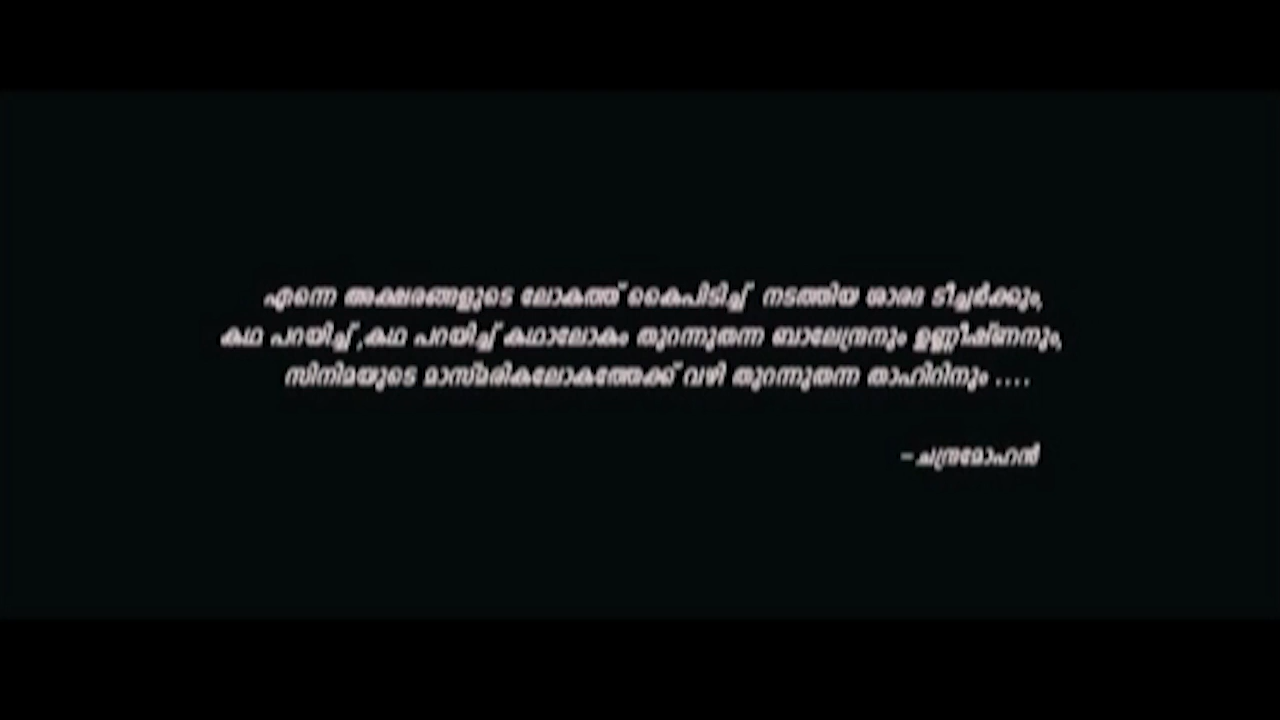 എന്നെ അക്ഷരങ്ങളുടെ ലോകത്ത് കൈപിടിച്ച് നടത്തിയ ശാരദ ടീച്ചർക്കും,
കഥ പറയിച്ച് ,കഥ പറയിച്ച് കഥാലോകം തുറന്നുതന്ന ബാലേന്ദ്രനും ഉണ്ണീഷ്ണനും,
സിനിമയുടെ മാസ്മരികലോകത്തേക്ക് വഴി തുറന്നുതന്ന താഹിറിനും ....
– ചന്ദ്രമോഹൻ